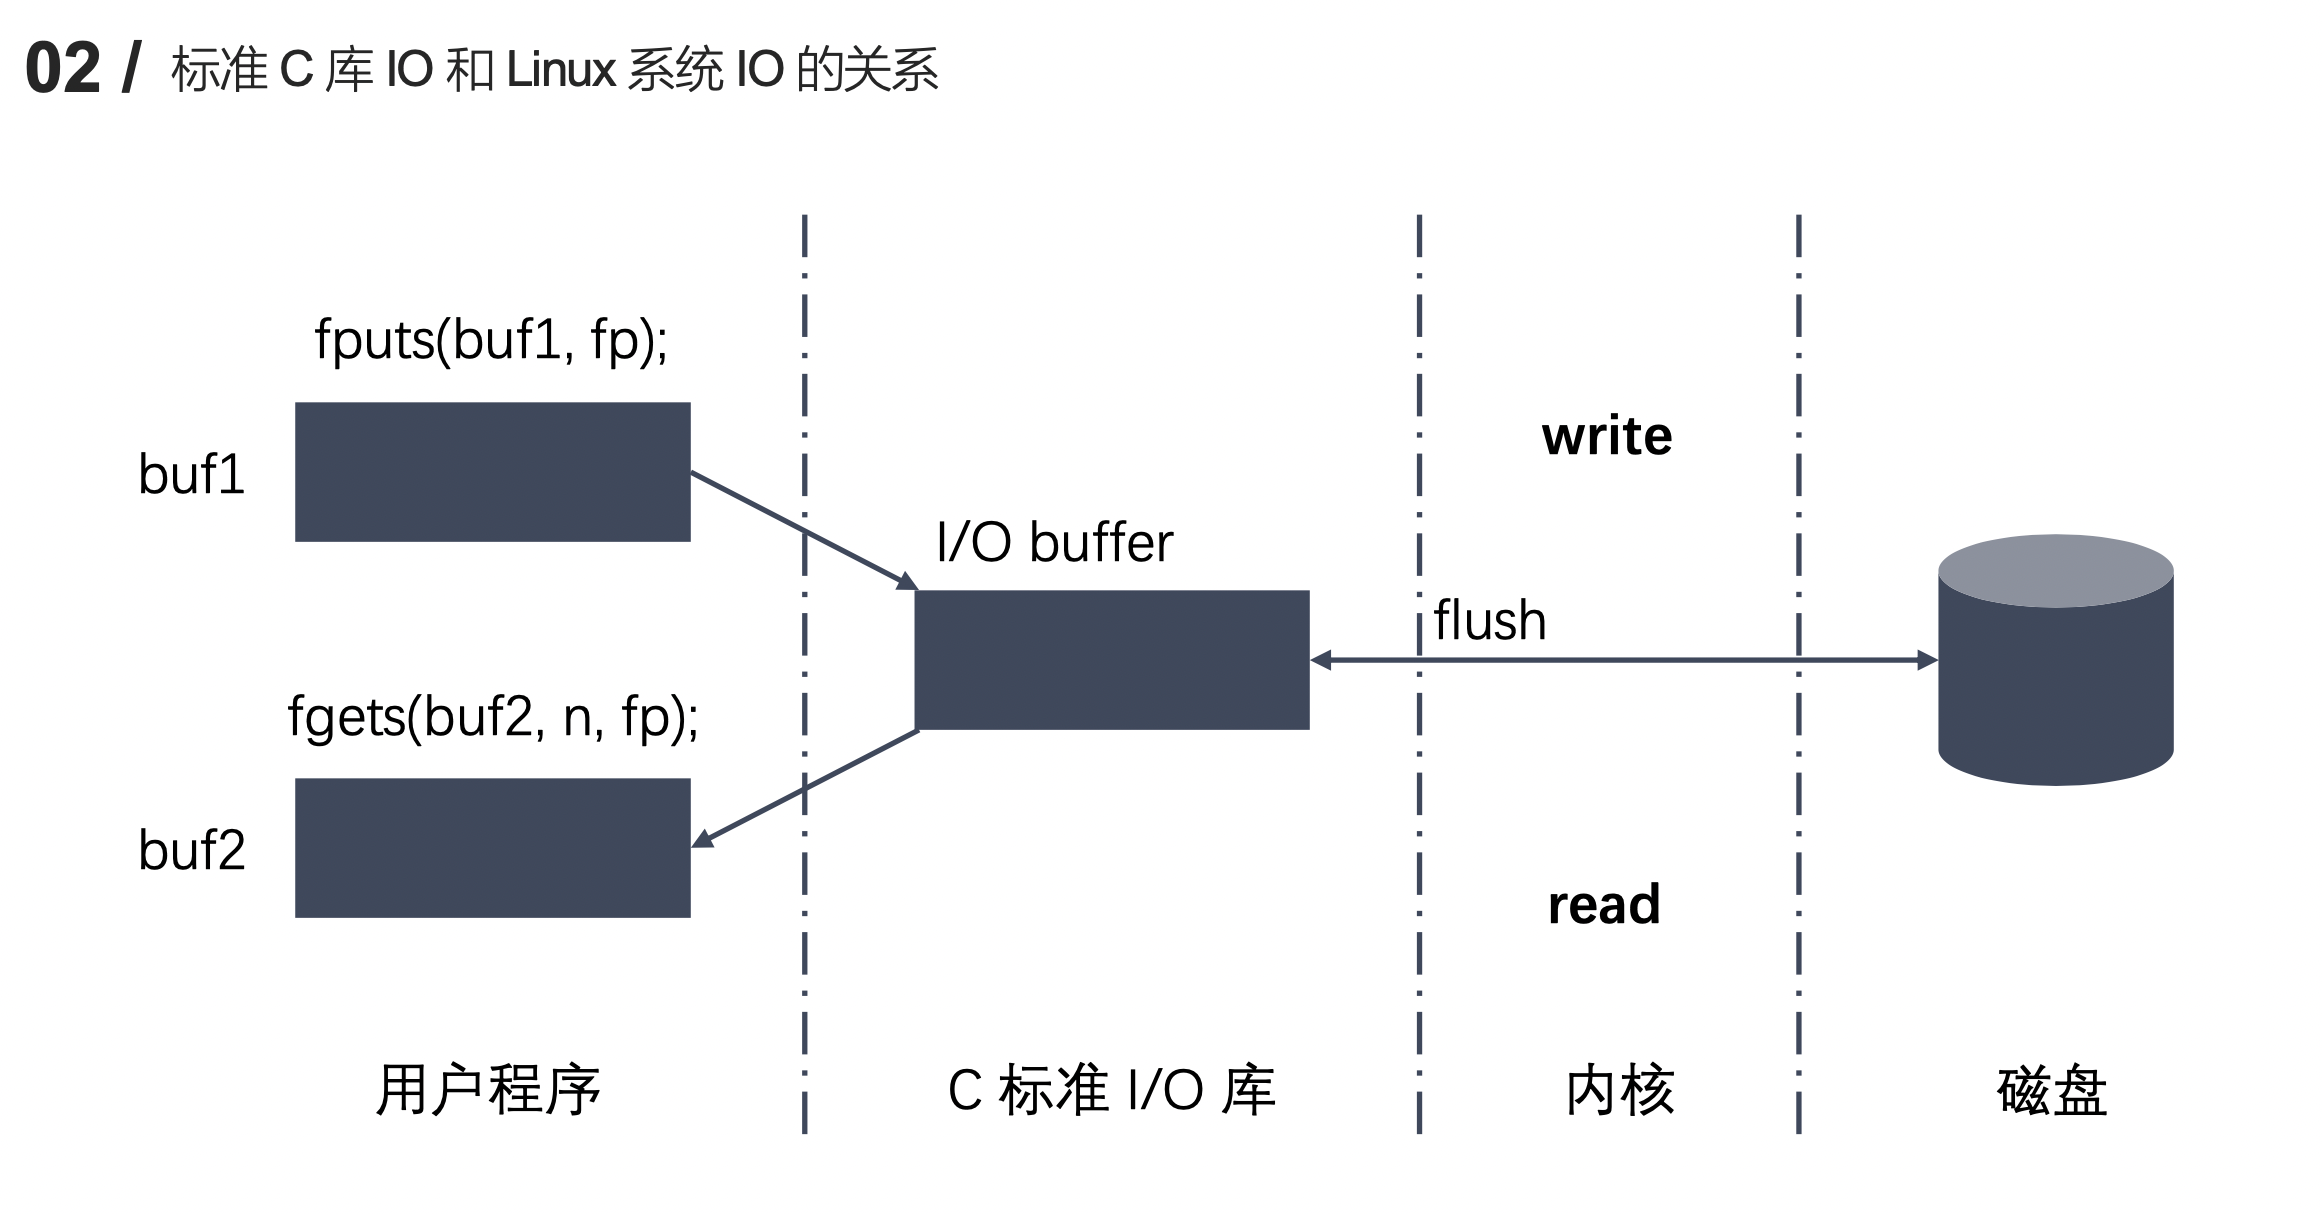 02 / 标准 C 库 IO 和 Linux 系统 IO 的关系
fputs(buf1, fp);
buf1
write
I/O buffer
flush
fgets(buf2, n, fp);
buf2
read
用户程序
C 标准 I/O 库
内核
磁盘